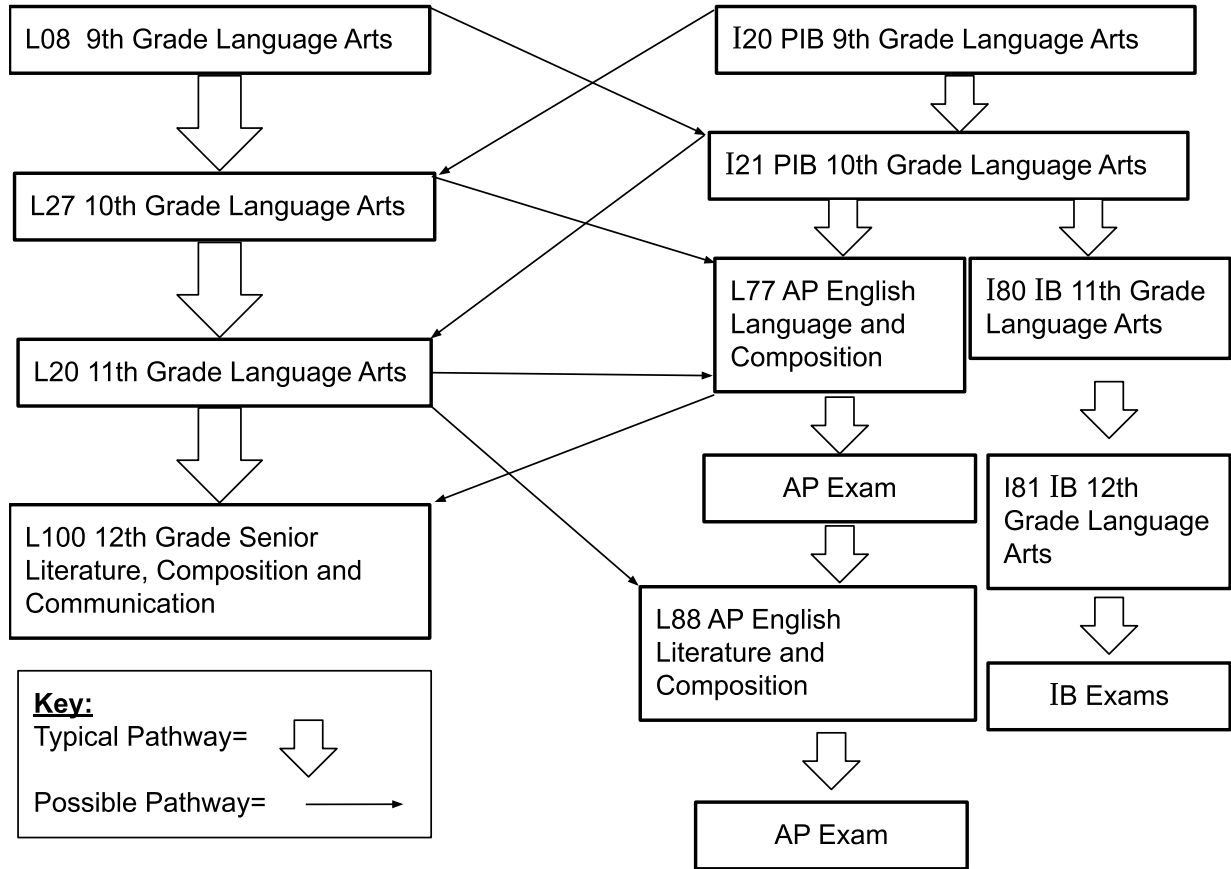 L08  9th Grade Language Arts
I20 PIB 9th Grade Language Arts
I21 PIB 10th Grade Language Arts
L27 10th Grade Language Arts
L77 AP English
Language and
Composition
I80 IB 11th Grade
Language Arts
L20 11th Grade Language Arts
AP Exam
I81 IB 12th
Grade Language
Arts
L100 12th Grade Senior
Literature, Composition and
Communication
L88 AP English
Literature and
Composition
IB Exams
AP Exam
Key:
Typical Pathway=
Possible Pathway=